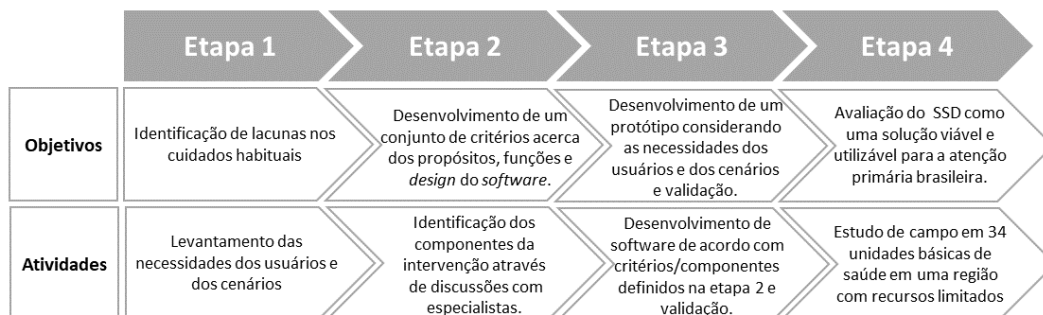 Etapa 1
Etapa 2
Etapa 3
Etapa 4
Objetivos
Identificação de lacunas nos
cuidados habituais
Desenvolvimento de um
conjunto de critérios acerca
dos propósitos, funções e
design do software.
Desenvolvimento de um
protótipo considerando
as necessidades dos
usuários e dos cenários
e validação.
Avaliação do SSD como
uma solução viável e
utilizável para a atenção
primária brasileira.
Atividades
Levantamento das
necessidades dos usuários e
dos cenários
Identificação dos
componentes da
intervenção através
de discussões com
especialistas.
Desenvolvimento de
software de acordo com
critérios/componentes
definidos na etapa 2 e
validação.
Estudo de campo em 34
unidades básicas de
saúde em uma região
com recursos limitados